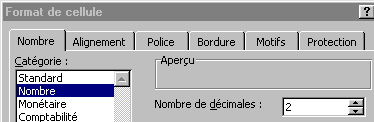 Format de cellule
Nombre Alignement Police Bordure Motifs Protection
Catégorie :
Standard
Nombre
Monétaire
Comptabilité
Aperçu
Nombre de décimales : 2